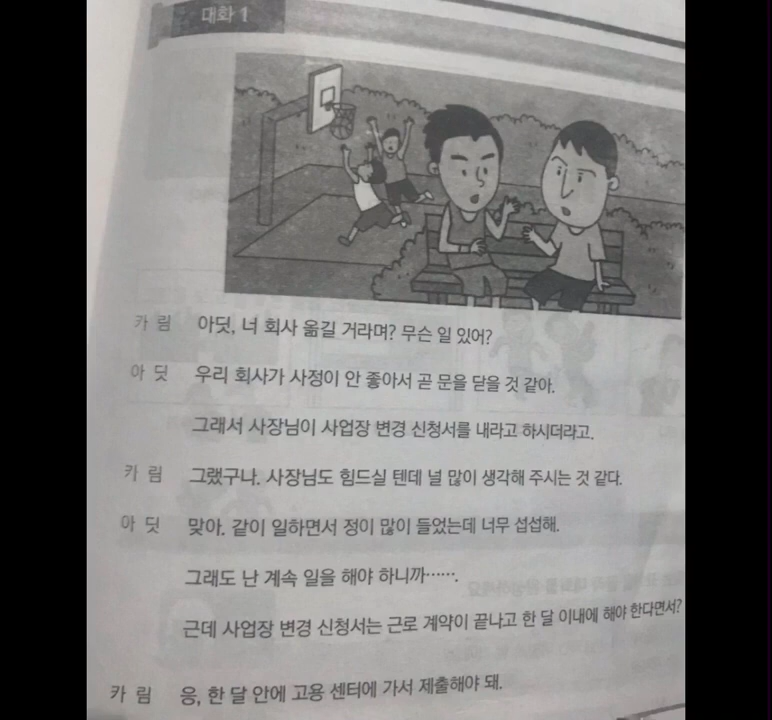 대화 1
카 림 아딧, 너 회사 옮길 거라며? 무슨 일 있어?
아 딧 우리 회사가 사정이 안 좋아서 곧 문을 닫을 것 같아.
그래서 사장님이 사업장 변경 신청서를 내라고 하시더라고.
카 림 그랬구나. 사장님도 힘드실 텐데 널 많이 생각해 주시는 것 같다.
아 딧 맞아. 같이 일하면서 정이 많이 들었는데 너무 섭섭해.
그래도 난 계속 일을 해야 하니까…….
근데 사업장 변경 신청서는 근로 계약이 끝나고 한 달 이내에 해야 한다면서?
카 림 응, 한 달 안에 고용 센터에 가서 제출해야 돼.